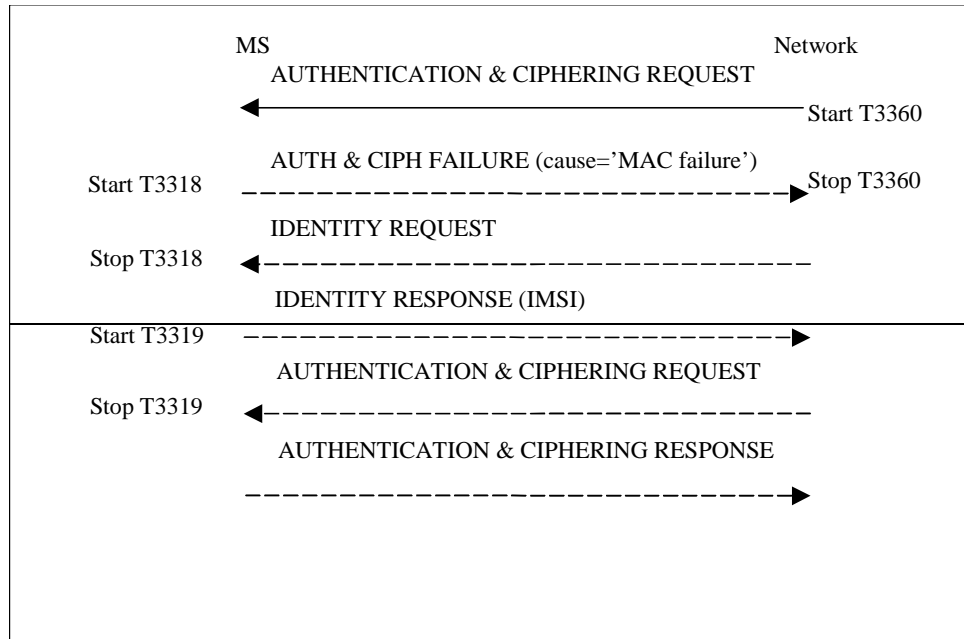 MS Network
AUTHENTICATION & CIPHERING REQUEST
Start T3360
AUTH & CIPH FAILURE (cause=’MAC failure’)
Start T3318 Stop T3360
IDENTITY REQUEST
Stop T3318
IDENTITY RESPONSE (IMSI)
Start T3319
AUTHENTICATION & CIPHERING REQUEST
Stop T3319
AUTHENTICATION & CIPHERING RESPONSE